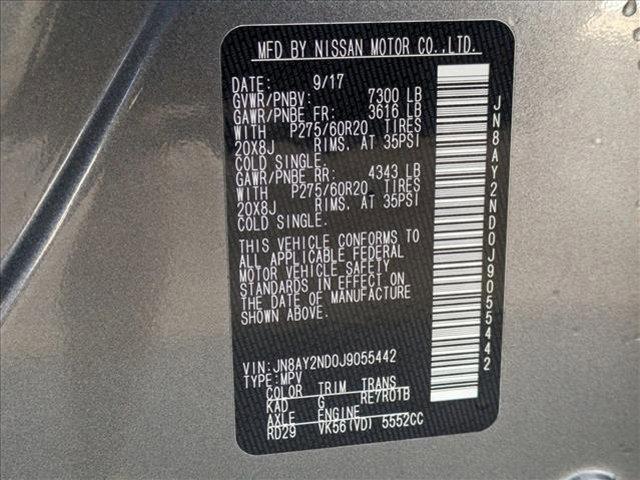 MFD BY NISSAN MOTOR CO.,LTD.
DATE: 9/17
GVWR/PNBV: 7300 LB
GAWR/PNBE FR: 3616 LB
WITH P275/60R20 TIRES
20X8J RIMS. AT 35PSI
COLD SINGLE.
GAWR/PNBE RR: 4343 LB
WITH P275/60R20 TIRES
20X8J RIMS. AT 35PSI
COLD SINGLE.
THIS VEHICLE CONFORMS TO
ALL APPLICABLE FEDERAL
MOTOR VEHICLE SAFETY
STANDARDS IN EFFECT ON
THE DATE OF MANUFACTURE
SHOWN ABOVE.
VIN: JN8AY2ND0J9055442
TYPE: MPV
COLOR TRIM TRANS
KAD G RE7R01B
AXLE ENGINE
RD29 VK56(VD) 5552CC
JN8AY2ND0J9055442